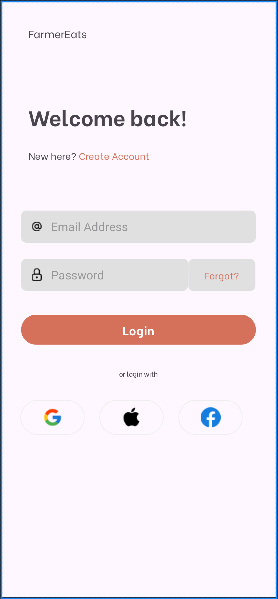 FarmerEats
Welcome back!
New here? Create Account
@ Email Address
Password
Forgot?
Login
or login with